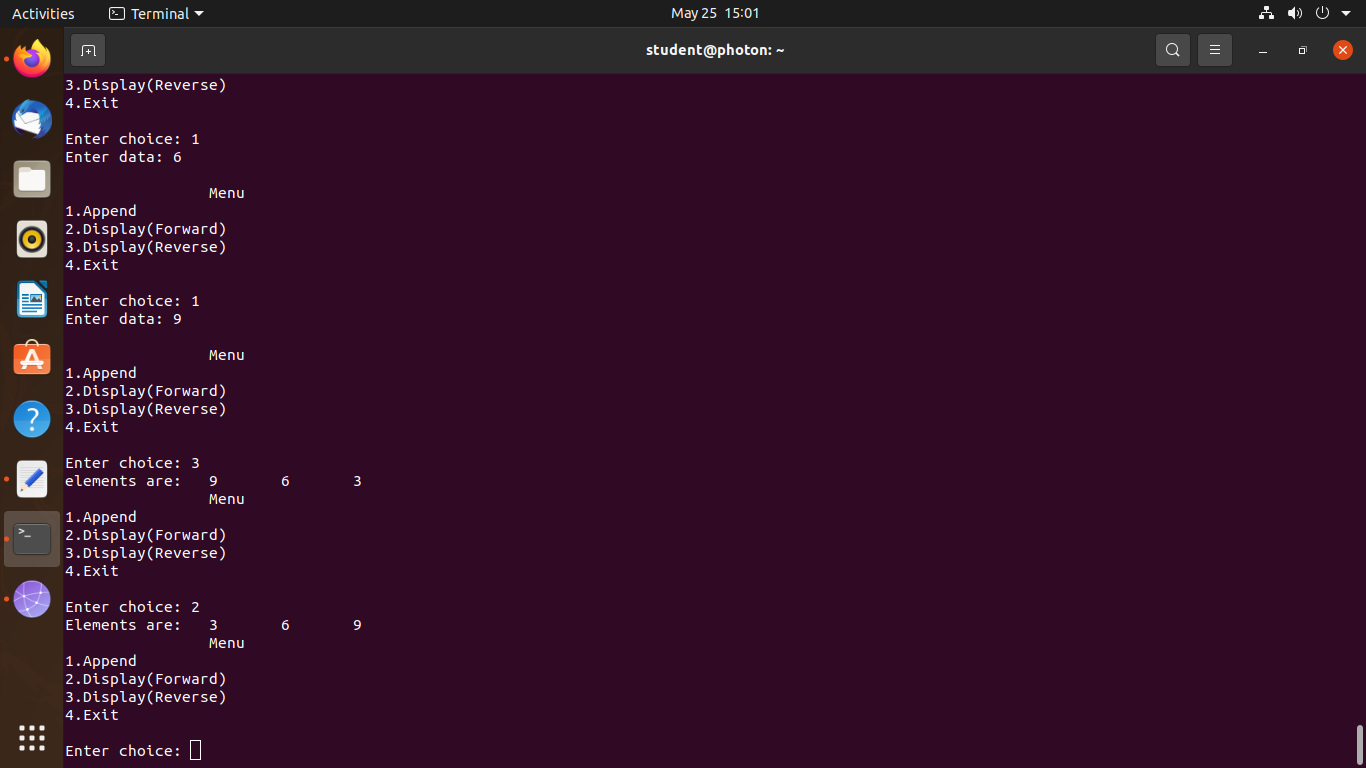 Activities Terminal May 25 15:01
student@photon: ~
3.Display(Reverse)
4.Exit
Enter choice: 1
Enter data: 6
Menu
1.Append
2.Display(Forward)
3.Display(Reverse)
4.Exit
Enter choice: 1
Enter data: 9
Menu
1.Append
2.Display(Forward)
3.Display(Reverse)
4.Exit
Enter choice: 3
elements are: 9 6 3
Menu
1.Append
2.Display(Forward)
3.Display(Reverse)
4.Exit
Enter choice: 2
Elements are: 3 6 9
Menu
1.Append
2.Display(Forward)
3.Display(Reverse)
4.Exit
Enter choice: